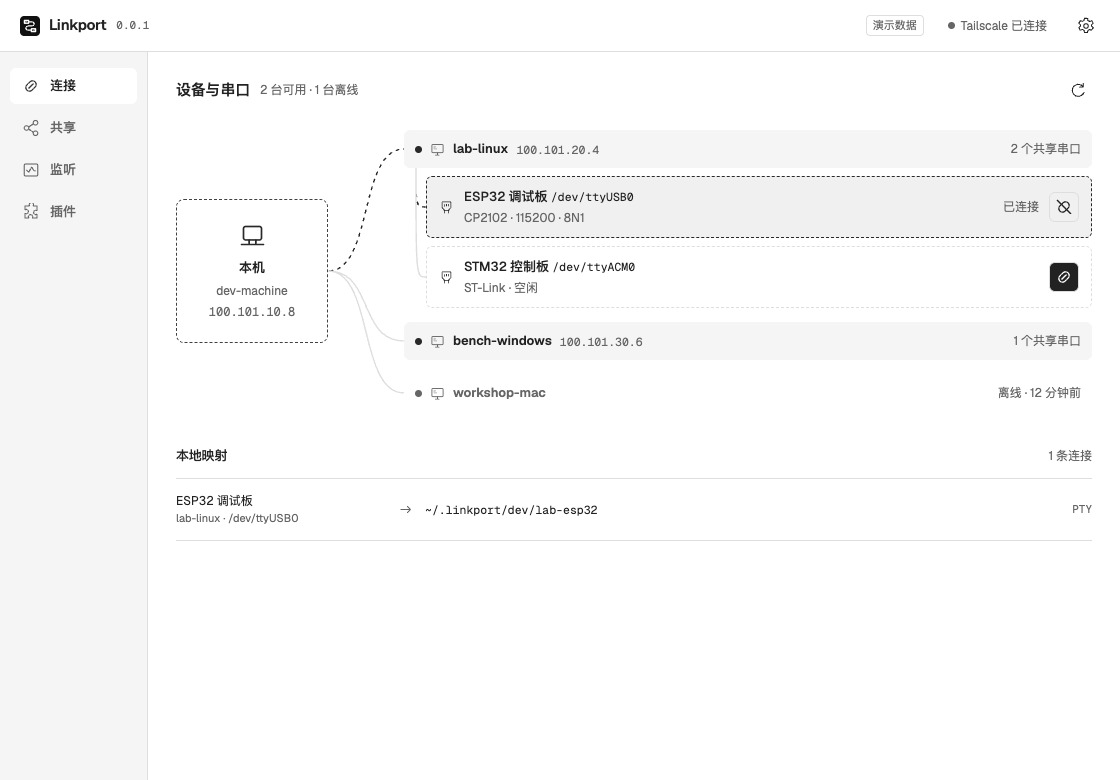 Linkport 0.0.1
演示数据
Tailscale 已连接
连接
共享
监听
插件
设备与串口 2 台可用 · 1 台离线
本机
dev-machine
100.101.10.8
lab-linux 100.101.20.4 2 个共享串口
ESP32 调试板 /dev/ttyUSB0
CP2102 · 115200 · 8N1
已连接
STM32 控制板 /dev/ttyACM0
ST-Link · 空闲
bench-windows 100.101.30.6 1 个共享串口
workshop-mac 离线 · 12 分钟前
本地映射 1 条连接
ESP32 调试板
lab-linux · /dev/ttyUSB0
→ ~/.linkport/dev/lab-esp32
PTY